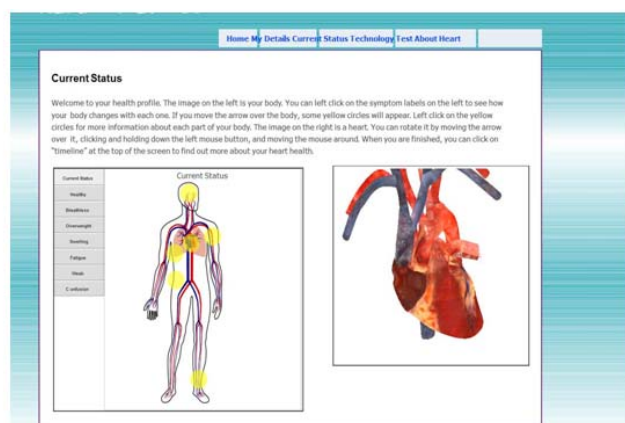 Home My Details Current Status Technology Test About Heart
Current Status
Welcome to your health profile. The image on the left is your body. You can left click on the symptom labels on the left to see how
your body changes with each one. If you move the arrow over the body, some yellow circles will appear. Left click on the yellow
circles for more information about each part of your body. The image on the right is a heart. You can rotate it by moving the arrow
over it, clicking and holding down the left mouse button, and moving the mouse around. When you are finished, you can click on
"timeline" at the top of the screen to find out more about your heart health.
Current Status
Current Status
Healthy
Breathless
Overweight
Swelling
Fatigue
Weak